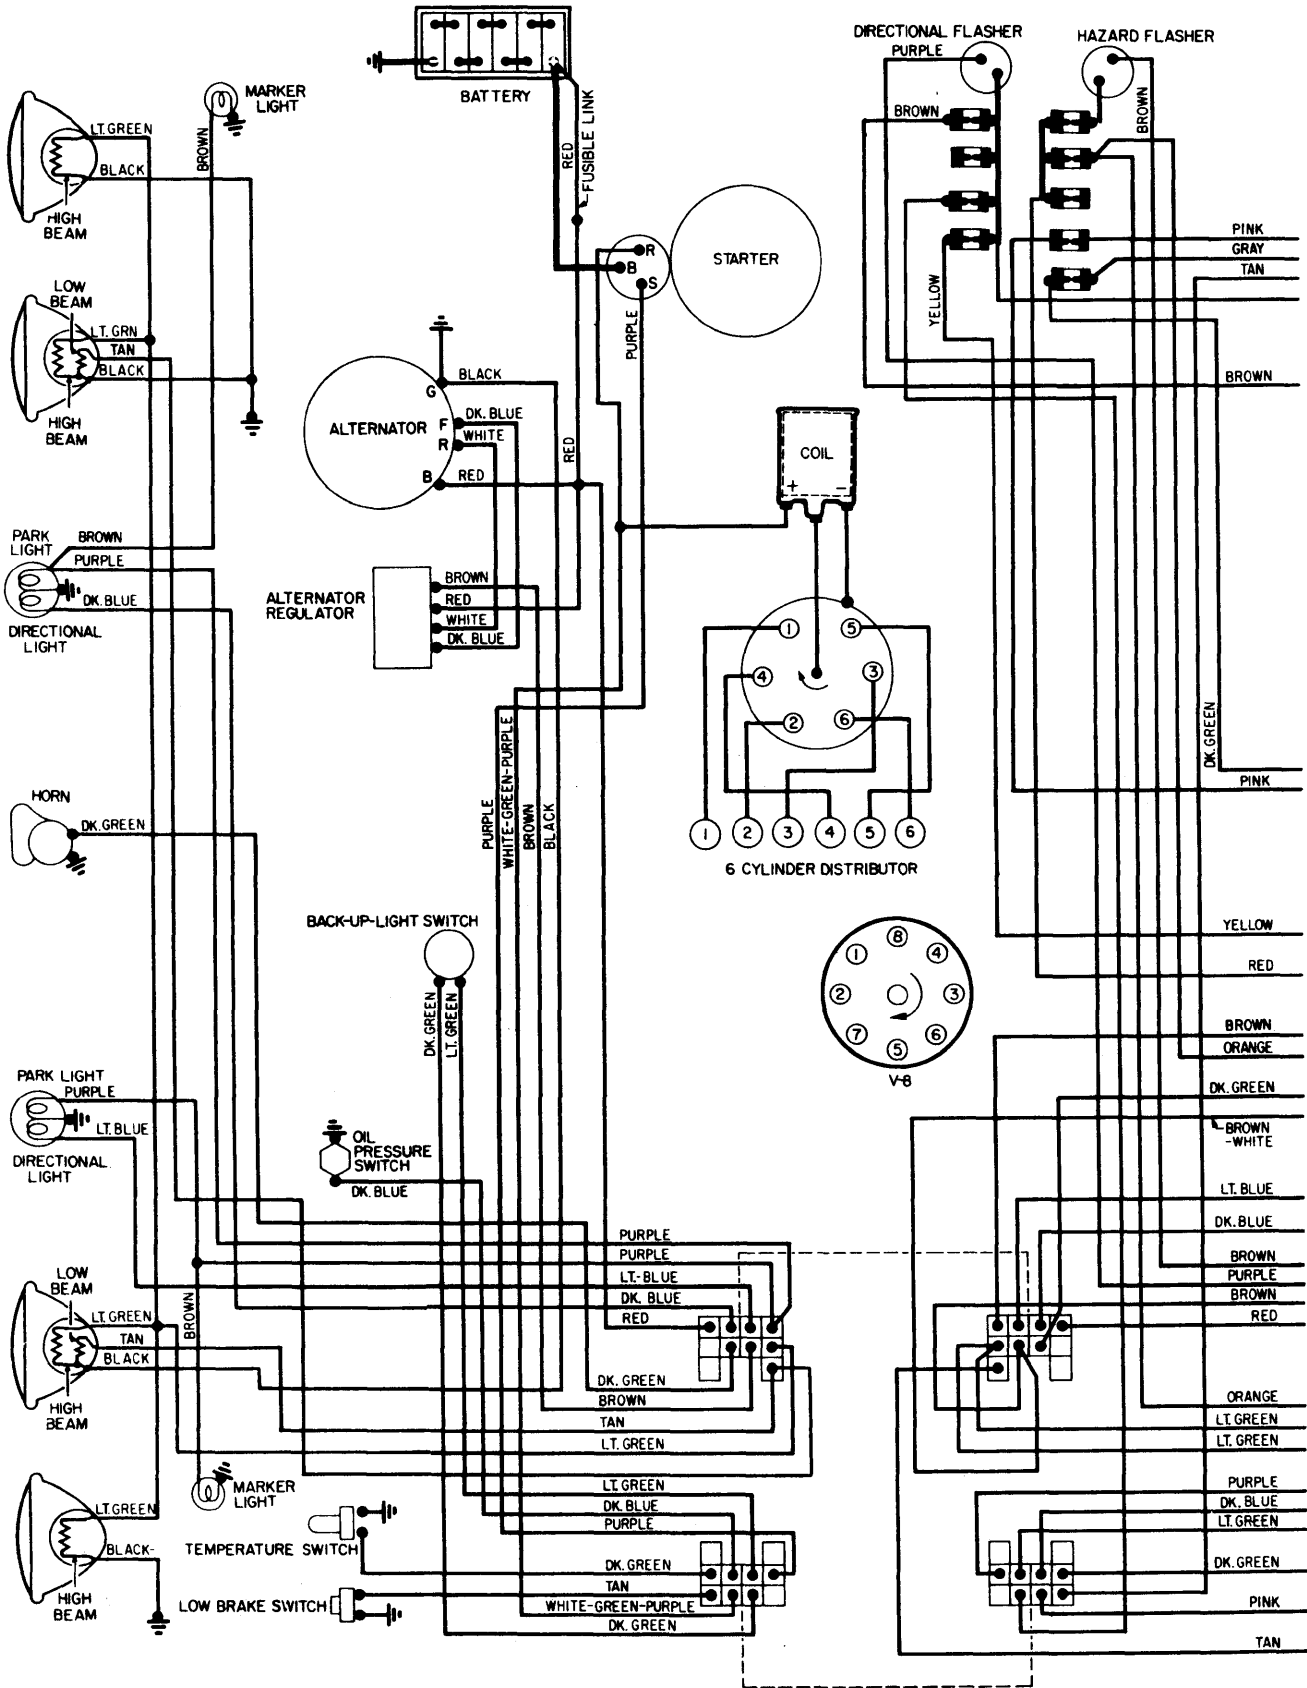 DIRECTIONAL FLASHER
PURPLE
HAZARD FLASHER
BATTERY
MARKER
LIGHT
LT.GREEN
BLACK
BROWN
HIGH
BEAM
RED
FUSIBLE LINK
BROWN
BROWN
STARTER
R
B
S
PINK
GRAY
TAN
YELLOW
LOW
BEAM
LT. GRN
TAN
BLACK
HIGH
BEAM
PURPLE
BROWN
G
BLACK
ALTERNATOR
F
DK. BLUE
R
WHITE
B
RED
RED
COIL
+
-
PARK
LIGHT
BROWN
PURPLE
DK. BLUE
DIRECTIONAL
LIGHT
ALTERNATOR
REGULATOR
BROWN
RED
WHITE
DK. BLUE
1
5
4
3
2
6
DK. GREEN
PINK
HORN
DK. GREEN
PURPLE
WHITE-GREEN-PURPLE
BROWN
BLACK
1
2
3
4
5
6
6 CYLINDER DISTRIBUTOR
BACK-UP-LIGHT SWITCH
DK. GREEN
LT. GREEN
8
1
4
2
3
7
6
5
V-8
YELLOW
RED
BROWN
ORANGE
DK. GREEN
BROWN
-WHITE
PARK LIGHT
PURPLE
LT. BLUE
DIRECTIONAL
LIGHT
OIL
PRESSURE
SWITCH
DK. BLUE
LT. BLUE
DK. BLUE
BROWN
PURPLE
BROWN
RED
PURPLE
PURPLE
LT.-BLUE
DK. BLUE
RED
LOW
BEAM
LT. GREEN
TAN
BLACK
BROWN
HIGH
BEAM
DK. GREEN
BROWN
TAN
LT. GREEN
ORANGE
LT. GREEN
LT. GREEN
MARKER
LIGHT
LT. GREEN
DK. BLUE
PURPLE
PURPLE
DK. BLUE
LT. GREEN
LT.GREEN
BLACK-
HIGH
BEAM
TEMPERATURE SWITCH
DK. GREEN
DK. GREEN
LOW BRAKE SWITCH
TAN
WHITE-GREEN-PURPLE
DK. GREEN
PINK
TAN